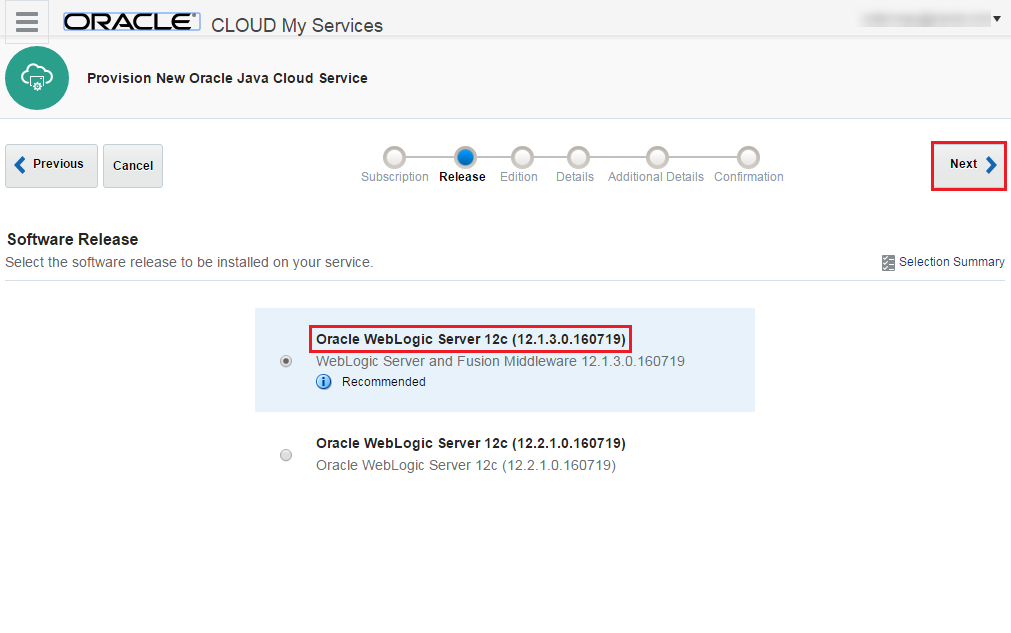 ORACLE CLOUD My Services
Provision New Oracle Java Cloud Service
Previous
Cancel
Subscription Release Edition Details Additional Details Confirmation
Next
Software Release
Select the software release to be installed on your service.
Selection Summary
Oracle WebLogic Server 12c (12.1.3.0.160719)
WebLogic Server and Fusion Middleware 12.1.3.0.160719
Recommended
Oracle WebLogic Server 12c (12.2.1.0.160719)
Oracle WebLogic Server 12c (12.2.1.0.160719)